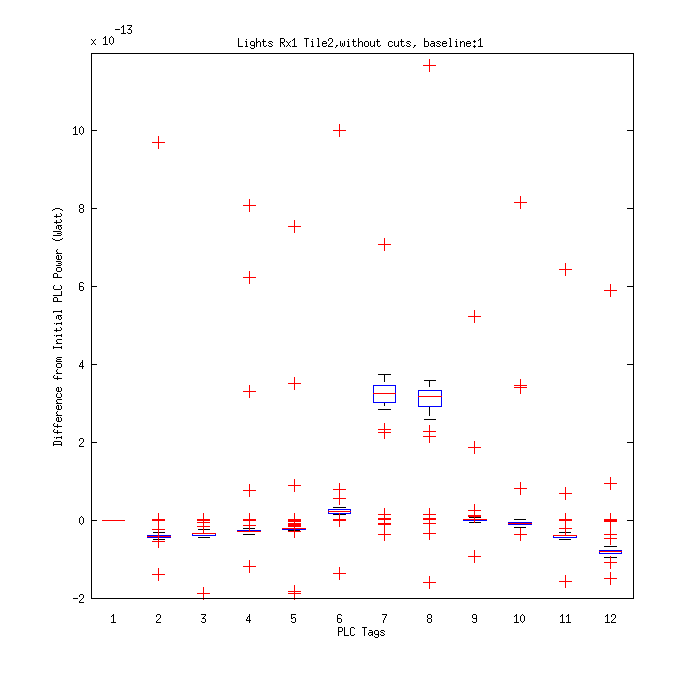 x 10^-13
Lights Rx1 Tile2,without cuts, baseline:1
Difference from Initial PLC Power (Watt)
10
8
6
4
2
0
-2
1 2 3 4 5 6 7 8 9 10 11 12
PLC Tags